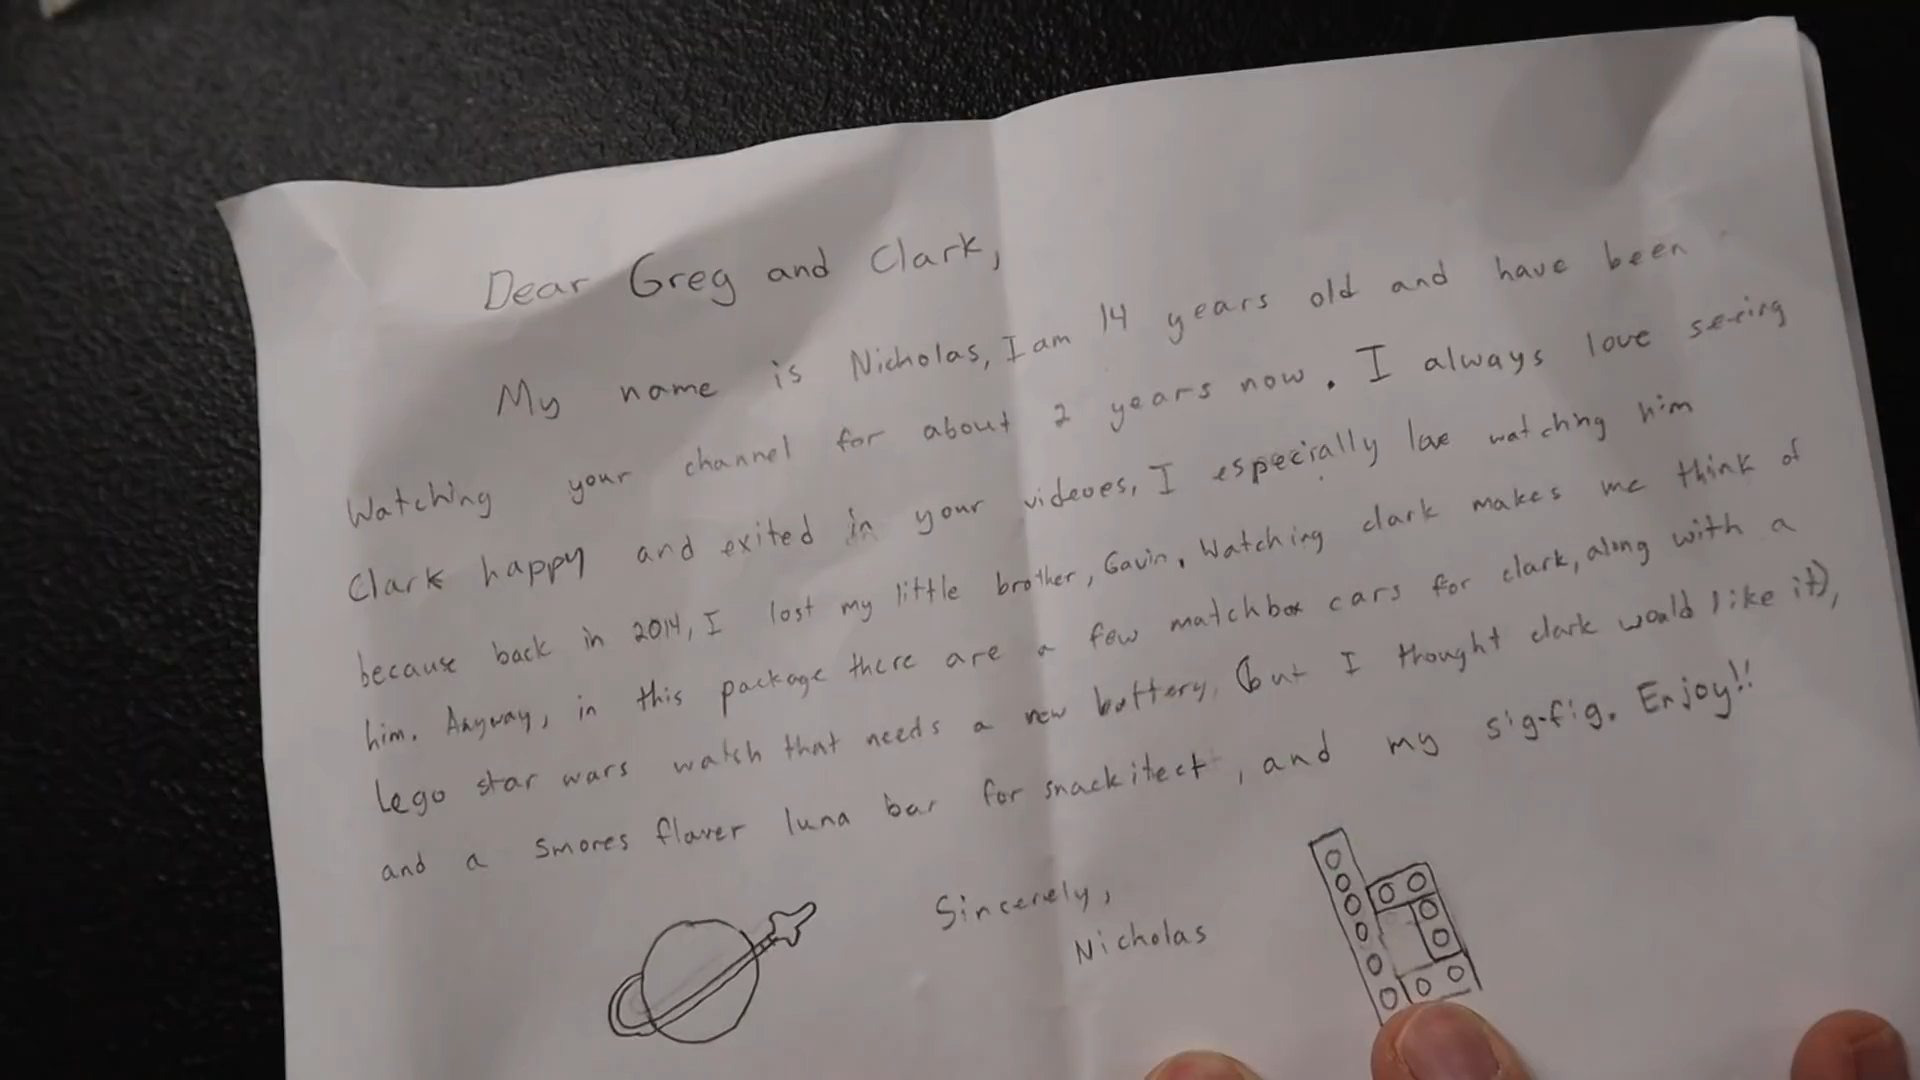 Dear Greg and Clark,
My name is Nicholas, I am 14 years old and have been
Watching your channel for about 2 years now. I always love seeing
Clark happy and exited in your videoes, I especially love watching him
because back in 2014, I lost my little brother, Gavin. Watching clark makes me think of
him. Anyway, in this package there are a few matchbox cars for clark, along with a
Lego star wars watch that needs a new battery, (but I thought clark would like it),
and a Smores flaver luna bar for snackitect, and my sig-fig. Enjoy!!
Sincerely,
Nicholas